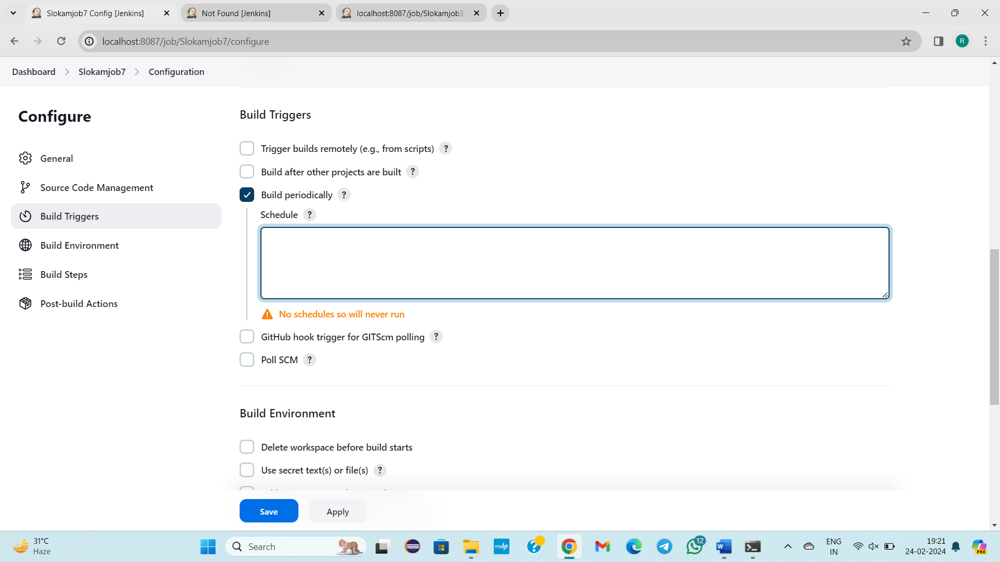 Slokamjob7 Config [Jenkins]
Not Found [Jenkins]
localhost:8087/job/Slokamjob3/
localhost:8087/job/Slokamjob7/configure
R
Dashboard > Slokamjob7 > Configuration
Configure
General
Source Code Management
Build Triggers
Build Environment
Build Steps
Post-build Actions
Build Triggers
Trigger builds remotely (e.g., from scripts) ?
Build after other projects are built ?
Build periodically ?
Schedule ?
No schedules so will never run
GitHub hook trigger for GITScm polling ?
Poll SCM ?
Build Environment
Delete workspace before build starts
Use secret text(s) or file(s) ?
Save
Apply
31°C
Haze
Search
myhp
12
ENG
IN
19:21
24-02-2024
PRE